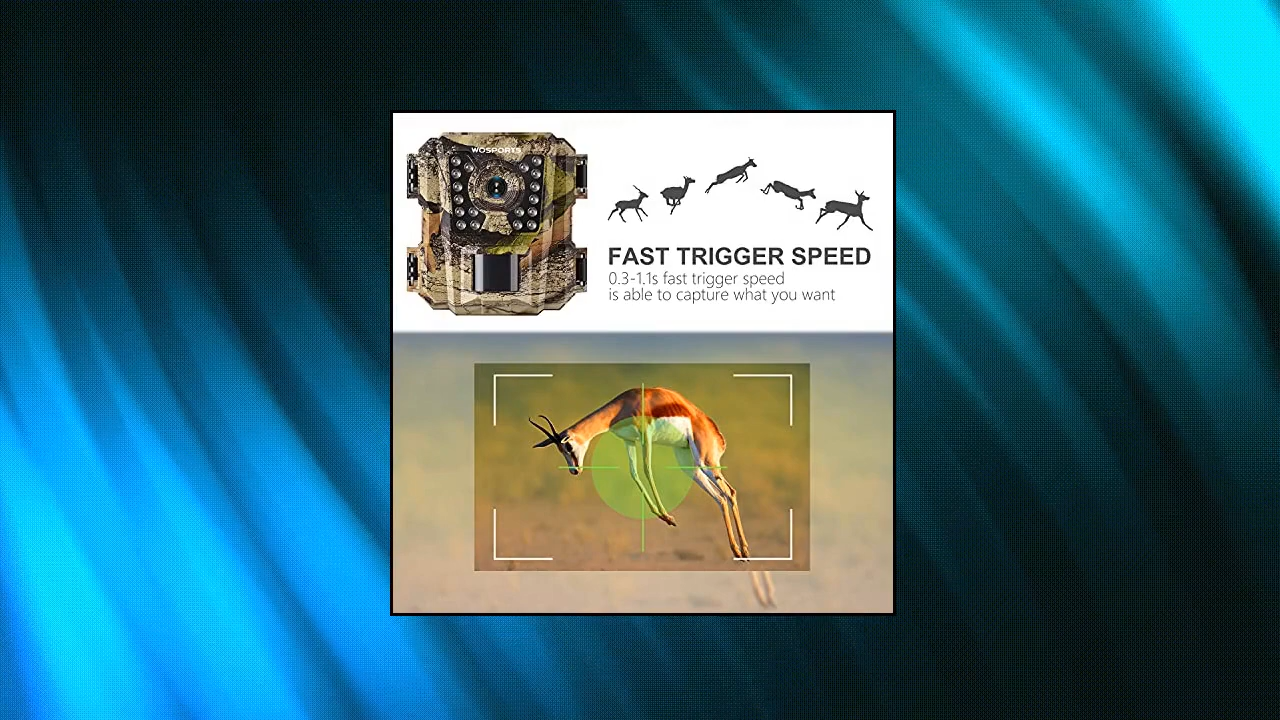 WOSPORTS
FAST TRIGGER SPEED
0.3-1.1s fast trigger speed
is able to capture what you want